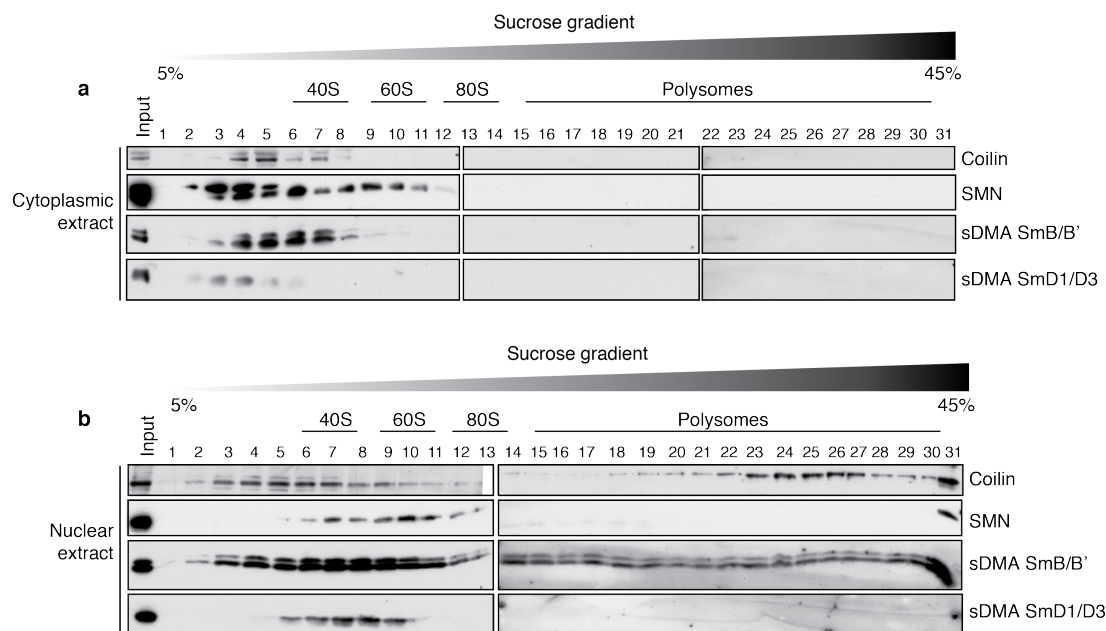 Sucrose gradient
5% 45%
a
40S 60S 80S Polysomes
Input 1 2 3 4 5 6 7 8 9 10 11 12 13 14 15 16 17 18 19 20 21 22 23 24 25 26 27 28 29 30 31
Coilin
Cytoplasmic
extract
SMN
sDMA SmB/B’
sDMA SmD1/D3
Sucrose gradient
5% 45%
b
40S 60S 80S Polysomes
Input 1 2 3 4 5 6 7 8 9 10 11 12 13 14 15 16 17 18 19 20 21 22 23 24 25 26 27 28 29 30 31
Coilin
Nuclear
extract
SMN
sDMA SmB/B’
sDMA SmD1/D3